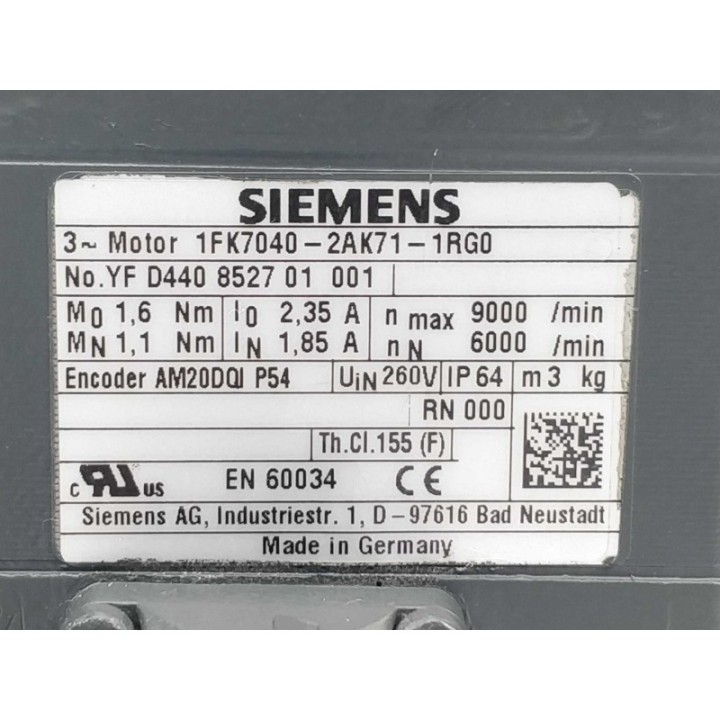 SIEMENS
3~ Motor 1FK7040-2AK71-1RG0
No.YF D440 8527 01 001
M0 1,6 Nm I0 2,35 A n max 9000 /min
MN 1,1 Nm IN 1,85 A nN 6000 /min
Encoder AM20DQI P54 UIN 260V IP 64 m 3 kg
RN 000
Th.Cl.155 (F)
c RU US EN 60034 CE
Siemens AG, Industriestr. 1, D-97616 Bad Neustadt
Made in Germany